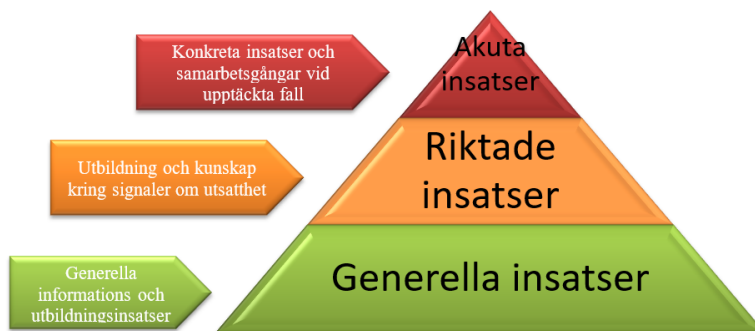 Konkreta insatser och
samarbetsgångar vid
upptäckta fall
Akuta
insatser
Utbildning och kunskap
kring signaler om utsatthet
Riktade
insatser
Generella
informations och
utbildningsinsatser
Generella insatser